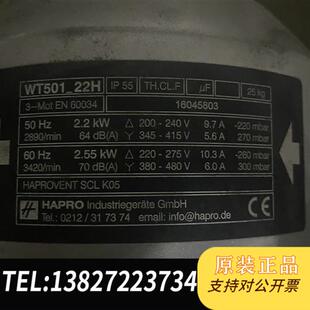 WT501_22H IP 55 TH.CL.F µF 25 kg
3~Mot EN 60034 16045803
50 Hz 2.2 kW △ 200 - 240 V 9.7 A -220 mbar
2890/min 64 dB(A) Y 345 - 415 V 5.6 A 270 mbar
60 Hz 2.55 kW △ 220 - 275 V 10.3 A -260 mbar
3420/min 70 dB(A) Y 380 - 480 V 6.0 A 300 mbar
HAPROVENT SCL K05
HAPRO Industriegeräte GmbH
Tel.: 0212 / 31 73 74 email: info@hapro.de
TEL:13827223734
原装正品
支持对公开票